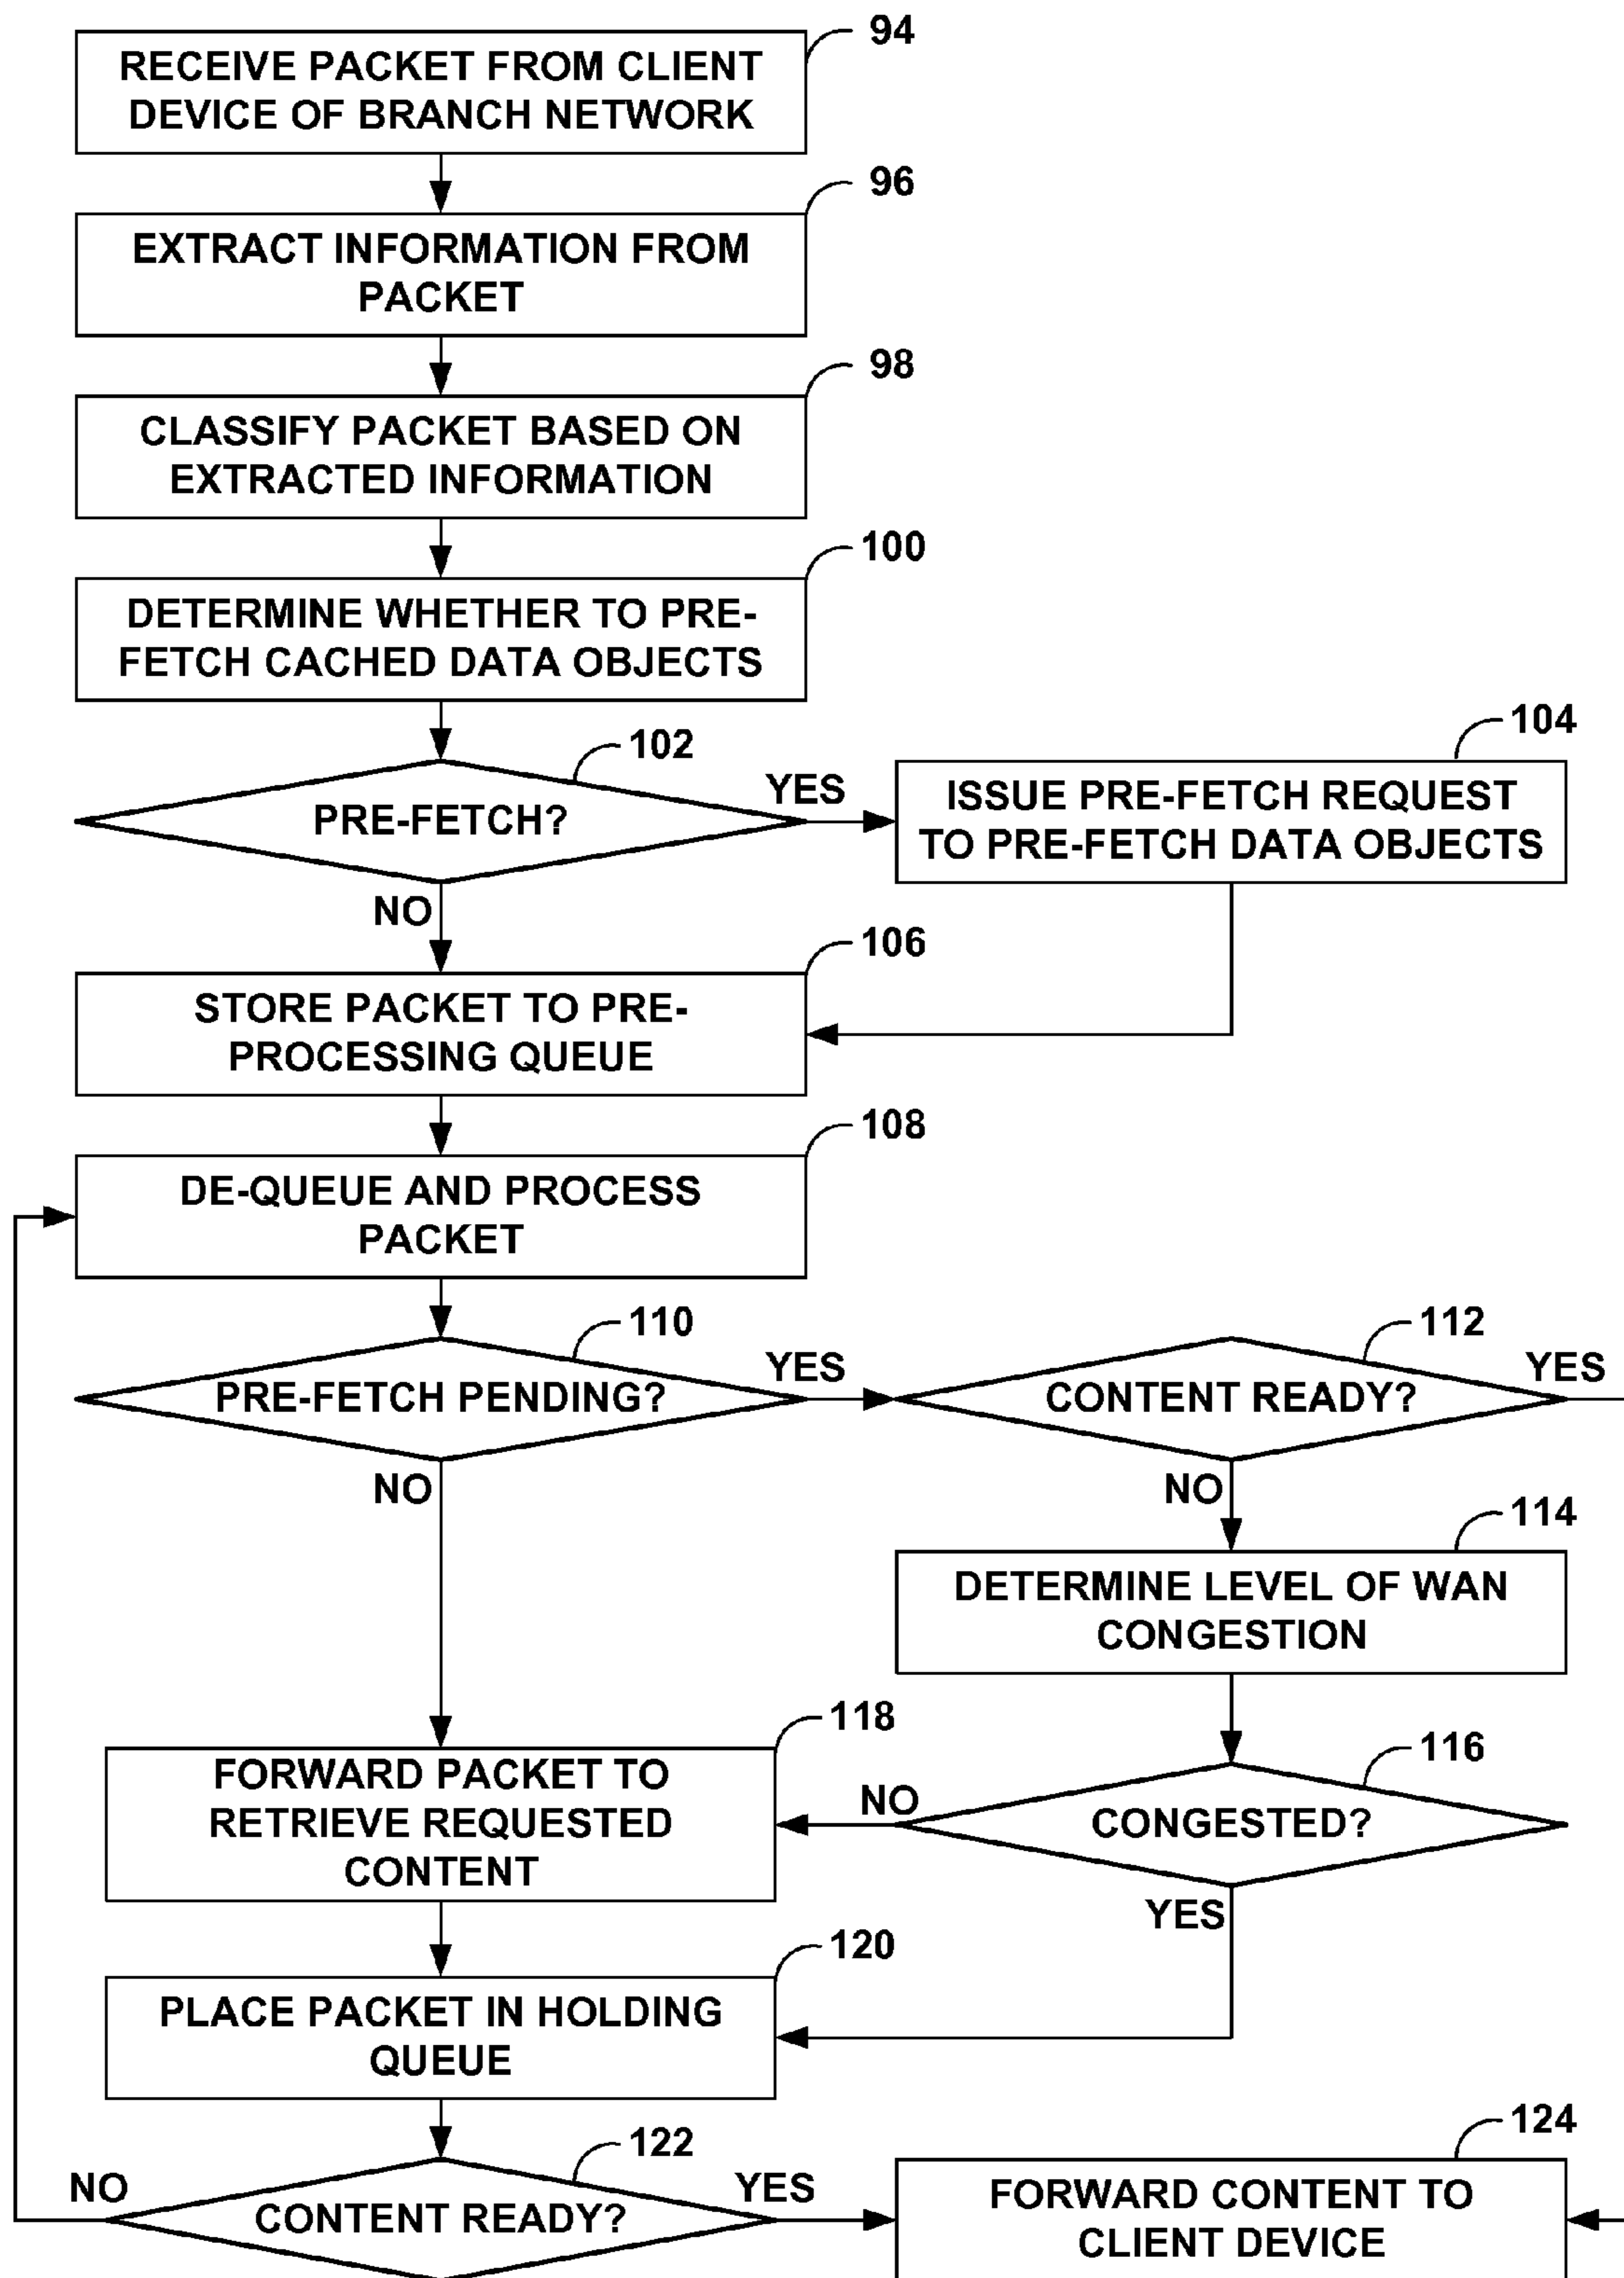 94
RECEIVE PACKET FROM CLIENT
DEVICE OF BRANCH NETWORK
96
EXTRACT INFORMATION FROM
PACKET
98
CLASSIFY PACKET BASED ON
EXTRACTED INFORMATION
100
DETERMINE WHETHER TO PRE-
FETCH CACHED DATA OBJECTS
102
PRE-FETCH?
YES
104
ISSUE PRE-FETCH REQUEST
TO PRE-FETCH DATA OBJECTS
NO
106
STORE PACKET TO PRE-
PROCESSING QUEUE
108
DE-QUEUE AND PROCESS
PACKET
110
PRE-FETCH PENDING?
YES
112
CONTENT READY?
YES
NO
NO
114
DETERMINE LEVEL OF WAN
CONGESTION
116
CONGESTED?
NO
YES
118
FORWARD PACKET TO
RETRIEVE REQUESTED
CONTENT
120
PLACE PACKET IN HOLDING
QUEUE
122
CONTENT READY?
NO
YES
124
FORWARD CONTENT TO
CLIENT DEVICE